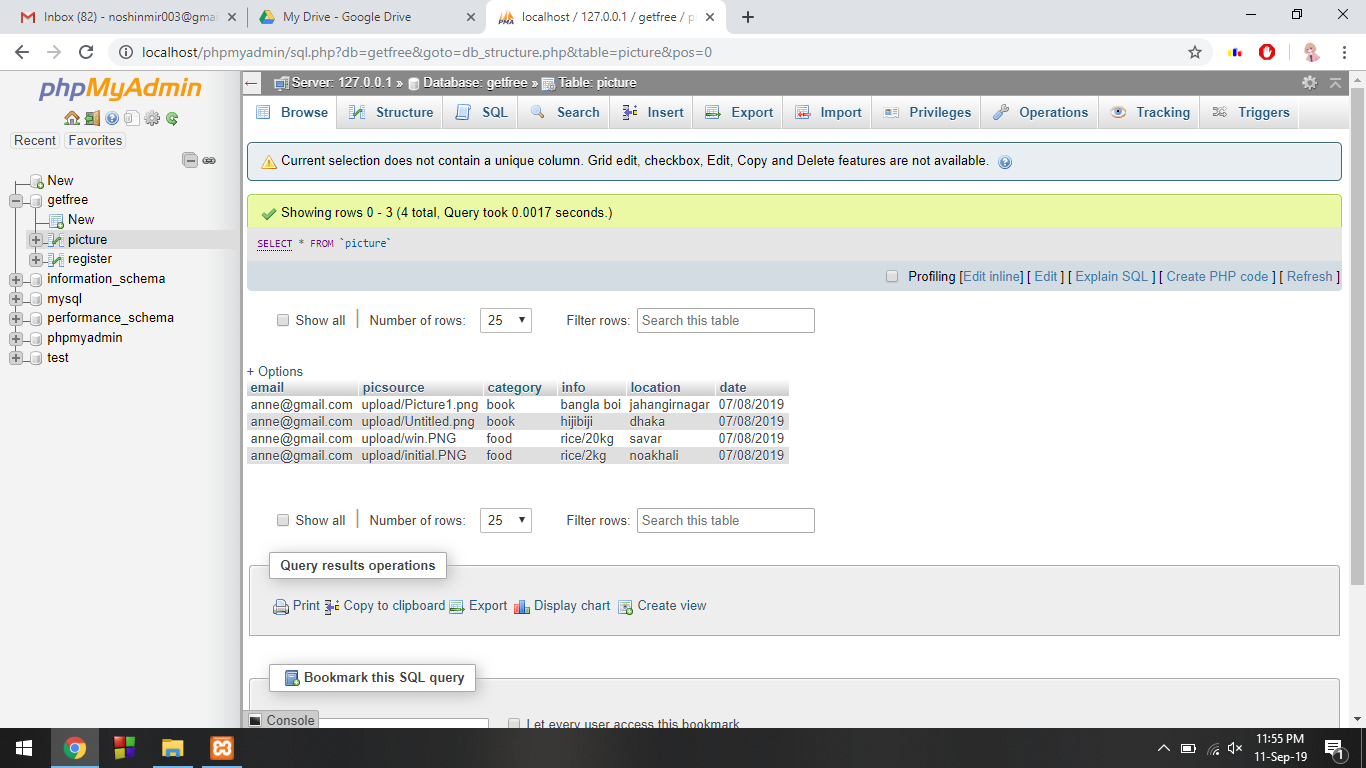 Inbox (82) - noshinmir003@gmai
My Drive - Google Drive
localhost / 127.0.0.1 / getfree / pi
localhost/phpmyadmin/sql.php?db=getfree&goto=db_structure.php&table=picture&pos=0
phpMyAdmin
Recent Favorites
New
getfree
New
picture
register
information_schema
mysql
performance_schema
phpmyadmin
test
Server: 127.0.0.1 » Database: getfree » Table: picture
Browse Structure SQL Search Insert Export Import Privileges Operations Tracking Triggers
Current selection does not contain a unique column. Grid edit, checkbox, Edit, Copy and Delete features are not available.
Showing rows 0 - 3 (4 total, Query took 0.0017 seconds.)
SELECT * FROM `picture`
Profiling [Edit inline] [ Edit ] [ Explain SQL ] [ Create PHP code ] [ Refresh ]
Show all | Number of rows: 25 Filter rows: Search this table
+ Options
email picsource category info location date
anne@gmail.com upload/Picture1.png book bangla boi jahangirnagar 07/08/2019
anne@gmail.com upload/Untitled.png book hijibiji dhaka 07/08/2019
anne@gmail.com upload/win.PNG food rice/20kg savar 07/08/2019
anne@gmail.com upload/initial.PNG food rice/2kg noakhali 07/08/2019
Show all | Number of rows: 25 Filter rows: Search this table
Query results operations
Print Copy to clipboard Export Display chart Create view
Bookmark this SQL query
Console
Let every user access this bookmark
11:55 PM
11-Sep-19
1